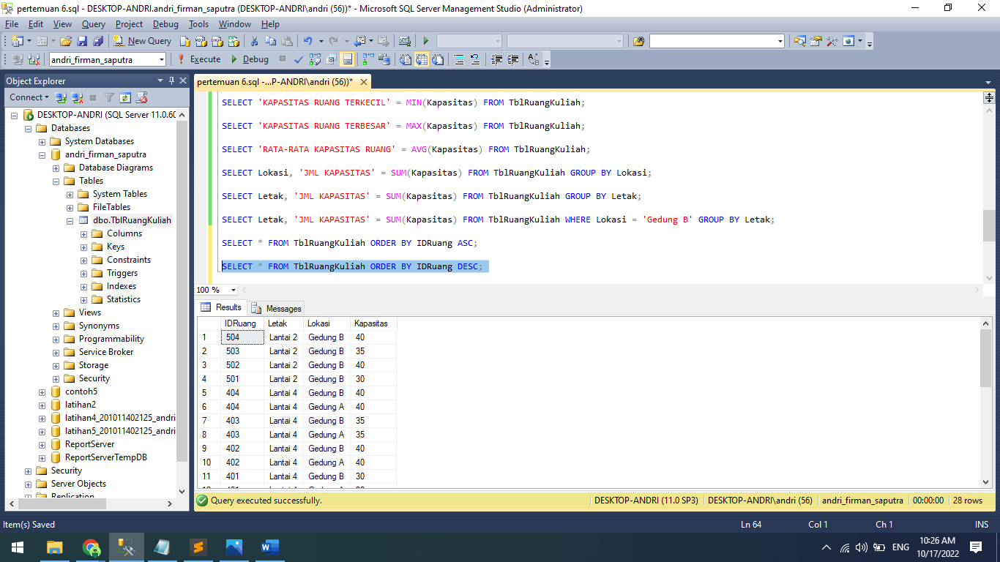 pertemuan 6.sql - DESKTOP-ANDRI.andri_firman_saputra (DESKTOP-ANDRI\andri (56))* - Microsoft SQL Server Management Studio (Administrator)
File Edit View Query Project Debug Tools Window Help
New Query
andri_firman_saputra Execute Debug
Object Explorer
Connect
DESKTOP-ANDRI (SQL Server 11.0.60
Databases
System Databases
andri_firman_saputra
Database Diagrams
Tables
System Tables
FileTables
dbo.TblRuangKuliah
Columns
Keys
Constraints
Triggers
Indexes
Statistics
Views
Synonyms
Programmability
Service Broker
Storage
Security
contoh5
latihan2
latihan4_201011402125_andri
latihan5_201011402125_andri
ReportServer
ReportServerTempDB
Security
Server Objects
Replication
pertemuan 6.sql -...P-ANDRI\andri (56))*
SELECT 'KAPASITAS RUANG TERKECIL' = MIN(Kapasitas) FROM TblRuangKuliah;
SELECT 'KAPASITAS RUANG TERBESAR' = MAX(Kapasitas) FROM TblRuangKuliah;
SELECT 'RATA-RATA KAPASITAS RUANG' = AVG(Kapasitas) FROM TblRuangKuliah;
SELECT Lokasi, 'JML KAPASITAS' = SUM(Kapasitas) FROM TblRuangKuliah GROUP BY Lokasi;
SELECT Letak, 'JML KAPASITAS' = SUM(Kapasitas) FROM TblRuangKuliah GROUP BY Letak;
SELECT Letak, 'JML KAPASITAS' = SUM(Kapasitas) FROM TblRuangKuliah WHERE Lokasi = 'Gedung B' GROUP BY Letak;
SELECT * FROM TblRuangKuliah ORDER BY IDRuang ASC;
SELECT * FROM TblRuangKuliah ORDER BY IDRuang DESC;
100 %
Results Messages
IDRuang Letak Lokasi Kapasitas
1 504 Lantai 2 Gedung B 40
2 503 Lantai 2 Gedung B 35
3 502 Lantai 2 Gedung B 40
4 501 Lantai 2 Gedung B 30
5 404 Lantai 4 Gedung B 40
6 404 Lantai 4 Gedung A 40
7 403 Lantai 4 Gedung B 35
8 403 Lantai 4 Gedung A 35
9 402 Lantai 4 Gedung B 40
10 402 Lantai 4 Gedung A 40
11 401 Lantai 4 Gedung B 30
Query executed successfully. DESKTOP-ANDRI (11.0 SP3) DESKTOP-ANDRI\andri (56) andri_firman_saputra 00:00:00 28 rows
Item(s) Saved Ln 64 Col 1 Ch 1 INS
ENG
10:26 AM
10/17/2022